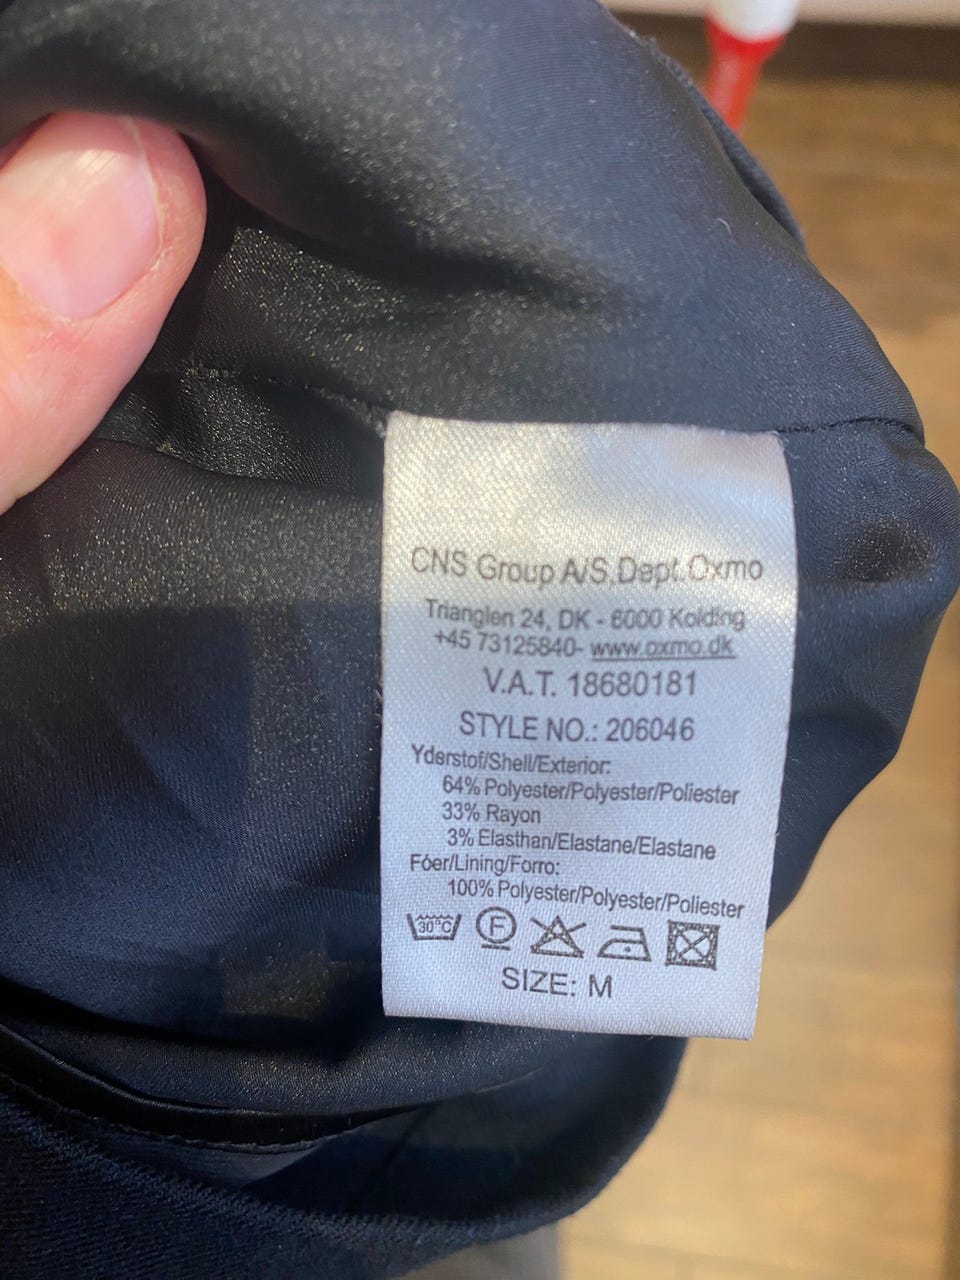 CNS Group A/S.Dept.Oxmo
Trianglen 24, DK - 6000 Kolding
+45 73125840- www.oxmo.dk
V.A.T. 18680181
STYLE NO.: 206046
Yderstof/Shell/Exterior:
64% Polyester/Polyester/Poliester
33% Rayon
3% Elasthan/Elastane/Elastane
Fóer/Lining/Forro:
100% Polyester/Polyester/Poliester
30°C F
SIZE: M